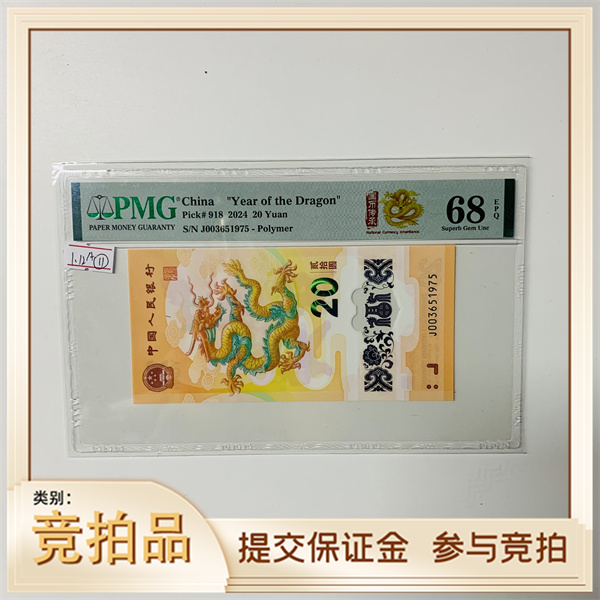 PMG
PAPER MONEY GUARANTY
China "Year of the Dragon"
Pick# 918 2024 20 Yuan
S/N J003651975 - Polymer
National Currency Inheritance
68 EPQ
Superb Gem Unc
中国人民银行
贰拾圆
20
J003651975
类别：
竞拍品
提交保证金 参与竞拍